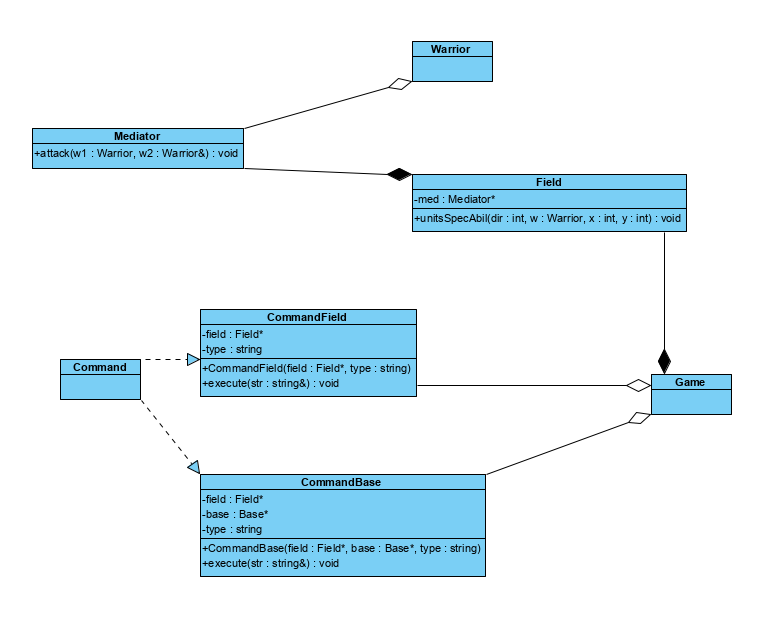 Warrior
Mediator
+attack(w1 : Warrior, w2 : Warrior&) : void
Field
-med : Mediator*
+unitsSpecAbil(dir : int, w : Warrior, x : int, y : int) : void
CommandField
-field : Field*
-type : string
+CommandField(field : Field*, type : string)
+execute(str : string&) : void
Command
Game
CommandBase
-field : Field*
-base : Base*
-type : string
+CommandBase(field : Field*, base : Base*, type : string)
+execute(str : string&) : void